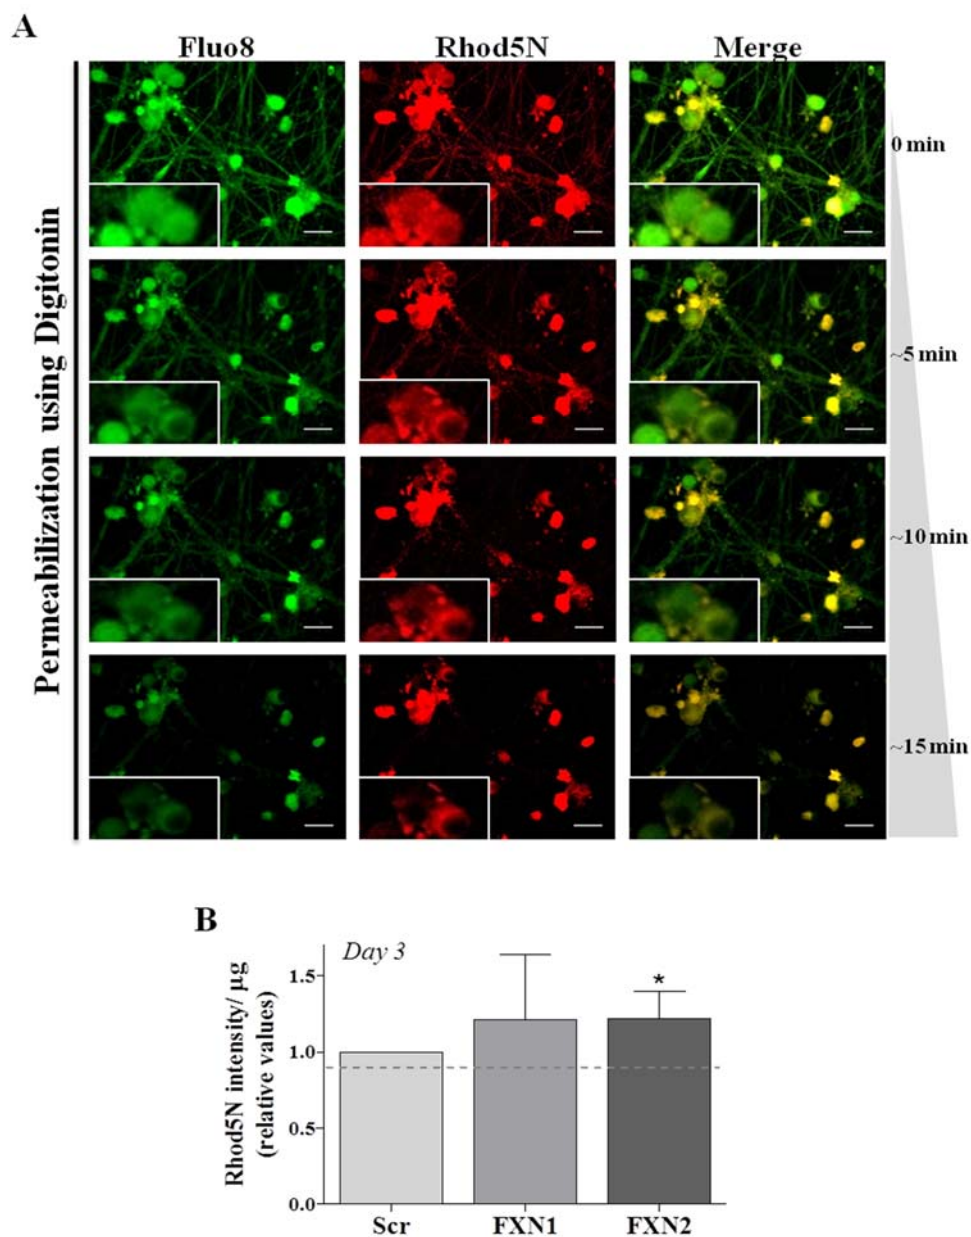 A
Fluo8 Rhod5N Merge
Permeabilization using Digitonin
0 min
~5 min
~10 min
~15 min
B
Day 3
Rhod5N intensity/ µg
(relative values)
1.5
1.0
0.5
0.0
*
Scr FXN1 FXN2